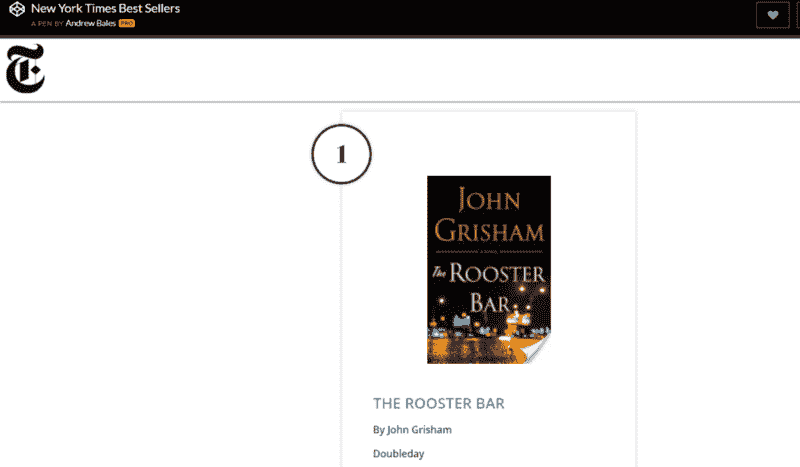 New York Times Best Sellers
A PEN BY Andrew Bales PRO
T
1
JOHN
GRISHAM
The ROOSTER
BAR
THE ROOSTER BAR
By John Grisham
Doubleday